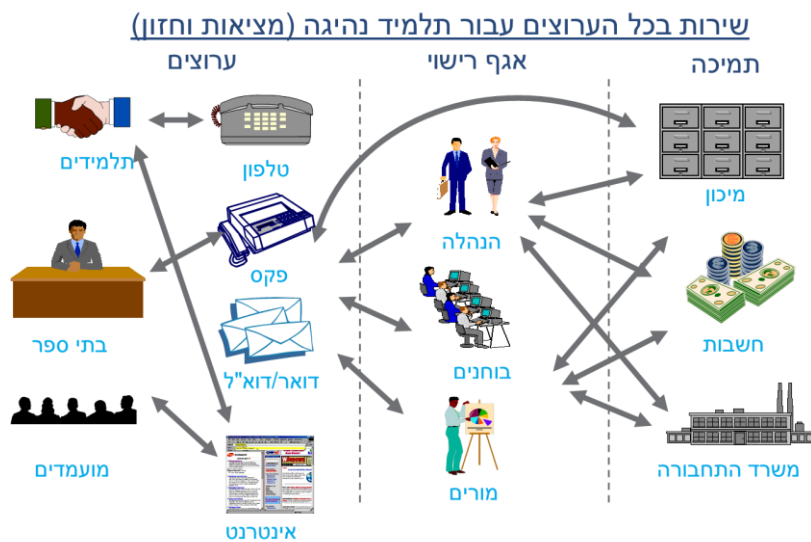 שירות בכל הערוצים עבור תלמיד נהיגה (מציאות וחזון)
תמיכה
אגף רישוי
ערוצים
מיכון
חשבות
משרד התחבורה
הנהלה
בוחנים
מורים
טלפון
פקס
דואר/דוא"ל
אינטרנט
תלמידים
בתי ספר
מועמדים